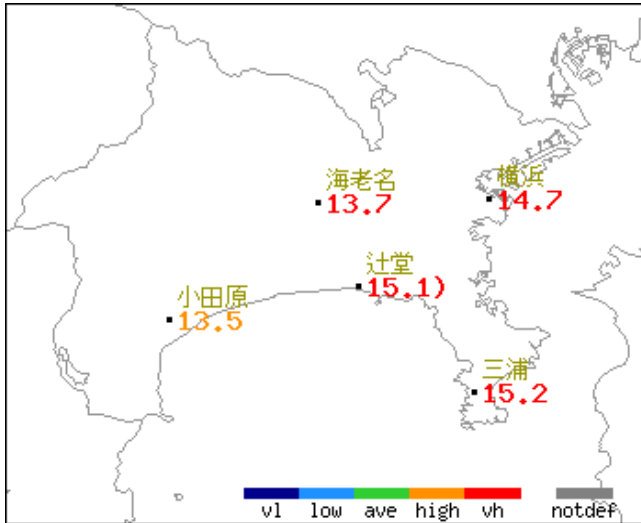 海老名
13.7
横浜
14.7
辻堂
15.1)
小田原
13.5
三浦
15.2
vl low ave high vh notdef